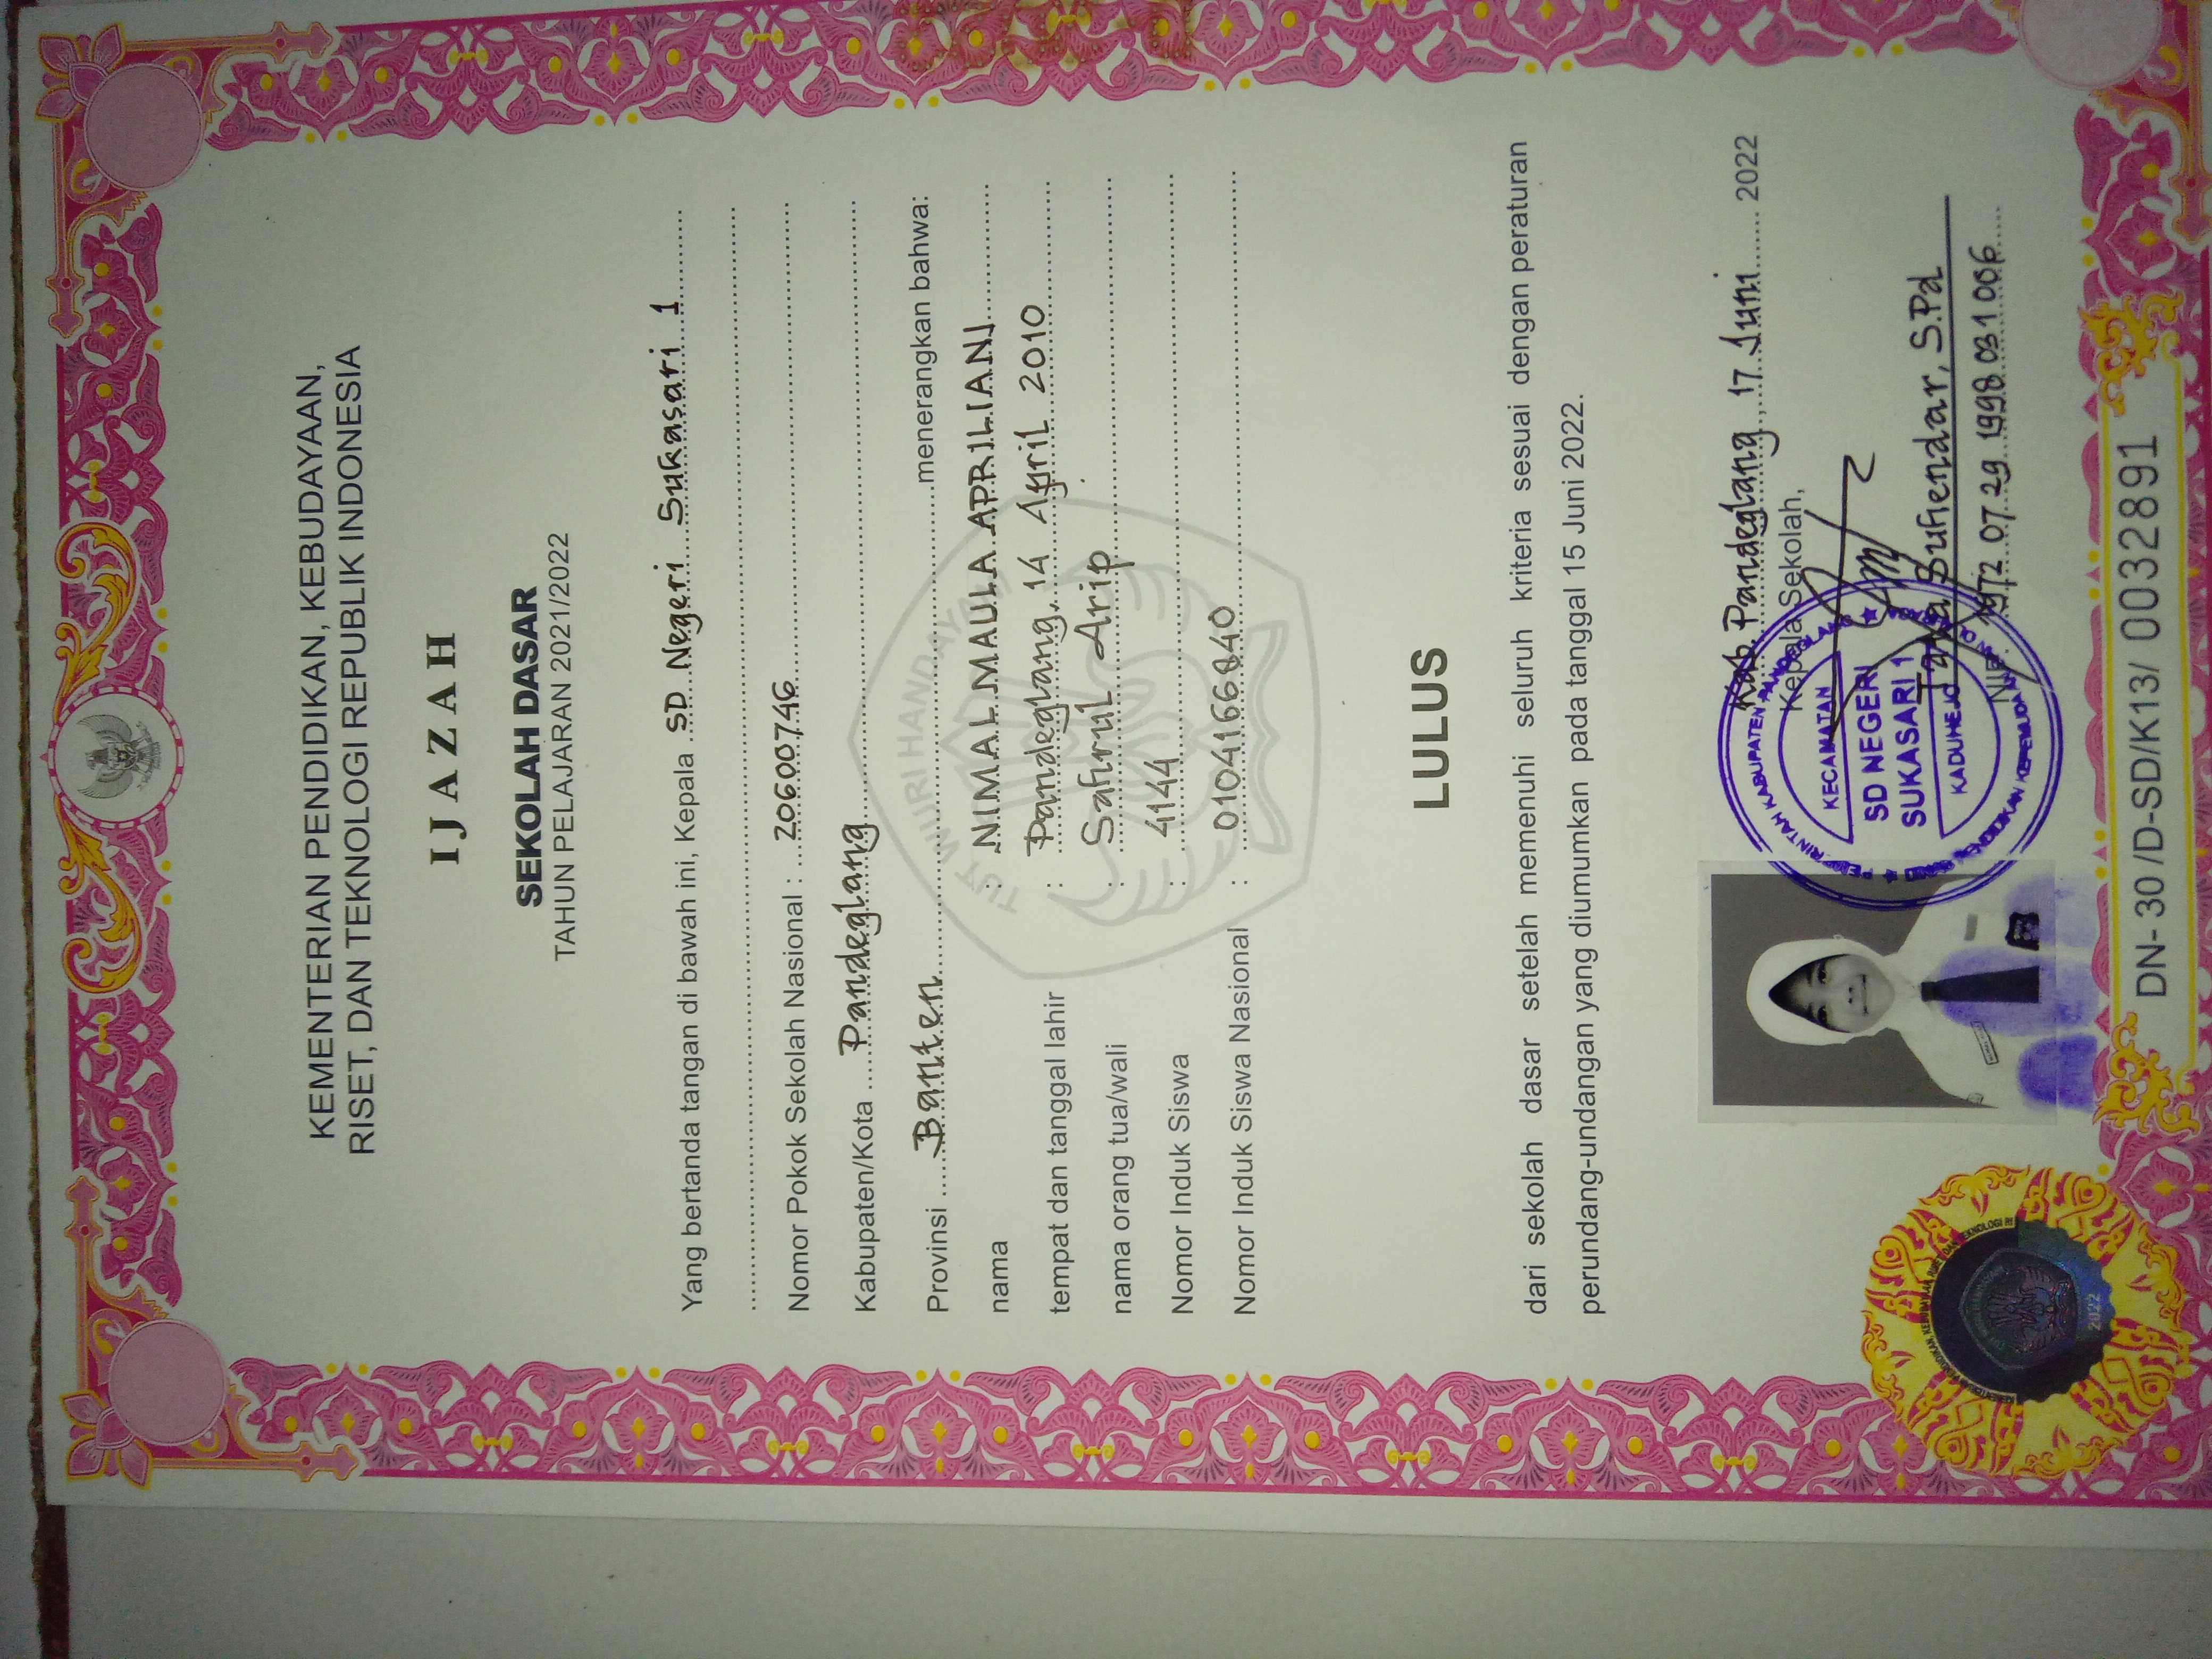 KEMENTERIAN PENDIDIKAN, KEBUDAYAAN,
RISET, DAN TEKNOLOGI REPUBLIK INDONESIA
IJAZAH
SEKOLAH DASAR
TAHUN PELAJARAN 2021/2022
Yang bertanda tangan di bawah ini, Kepala SD Negeri Sukasari 1
Nomor Pokok Sekolah Nasional : 20600746
Kabupaten/Kota Pandeglang
Provinsi Banten menerangkan bahwa:
TUT WURI HANDAYANI
nama : NIMAL MAULA APRILIANI
tempat dan tanggal lahir : Pandeglang, 14 April 2010
nama orang tua/wali : Sahrul Arip
Nomor Induk Siswa : 4144
Nomor Induk Siswa Nasional : 0104166840
LULUS
dari sekolah dasar setelah memenuhi seluruh kriteria sesuai dengan peraturan
perundang-undangan yang diumumkan pada tanggal 15 Juni 2022.
Kab. Pandeglang, 17 Juni 2022
Kepala Sekolah,
PEMERINTAH KABUPATEN PANDEGLANG
KECAMATAN
SD NEGERI
SUKASARI 1
KADUHEJO
PENDIDIKAN KEPEMUDAAN DAN OLAHRAGA
Suhendar, S.Pd
NIP. 1972 07 29 1998 03 1 006
KEMENTERIAN PENDIDIKAN, KEBUDAYAAN, RISET, DAN TEKNOLOGI RI
TUT WURI HANDAYANI
2022
DN- 30 /D-SD/K13/ 0032891